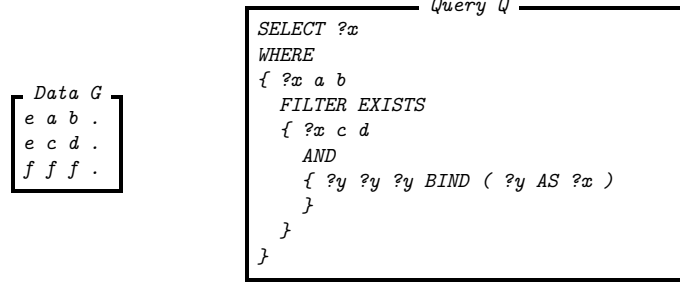 Data G
e a b .
e c d .
f f f .
Query Q
SELECT ?x
WHERE
{ ?x a b
FILTER EXISTS
{ ?x c d
AND
{ ?y ?y ?y BIND ( ?y AS ?x )
}
}
}